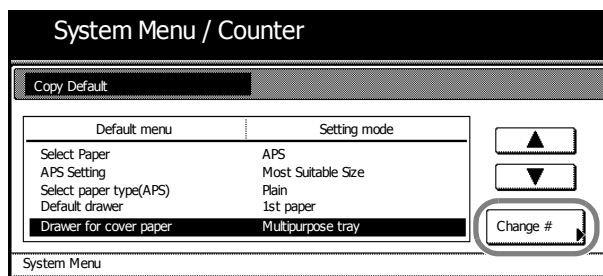 System Menu / Counter
Copy Default
Default menu Setting mode
Select Paper APS
APS Setting Most Suitable Size
Select paper type(APS) Plain
Default drawer 1st paper
Drawer for cover paper Multipurpose tray
Change #
System Menu